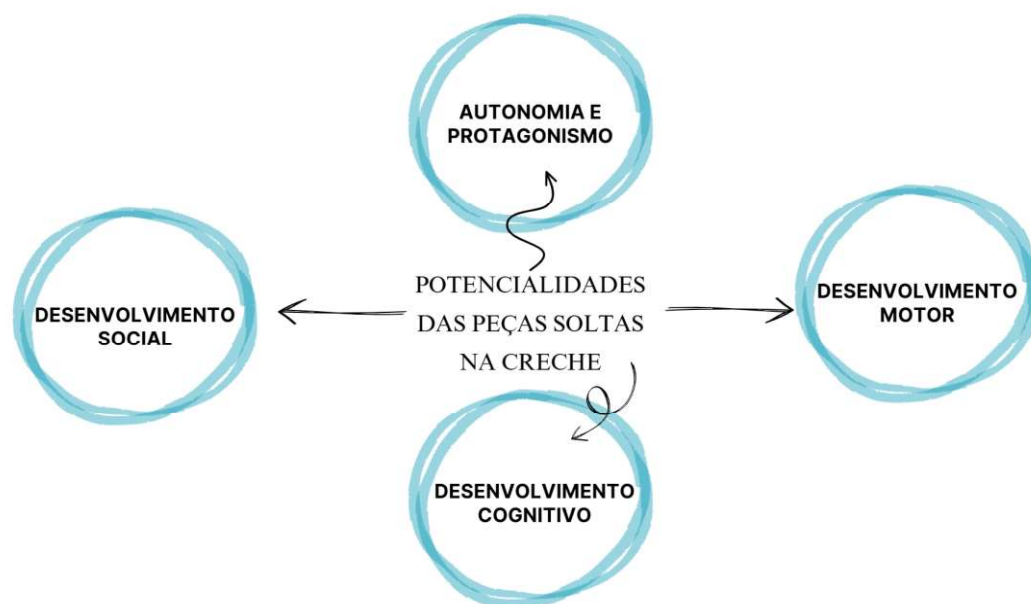 AUTONOMIA E
PROTAGONISMO
POTENCIALIDADES
DAS PEÇAS SOLTAS
NA CRECHE
DESENVOLVIMENTO
SOCIAL
DESENVOLVIMENTO
MOTOR
DESENVOLVIMENTO
COGNITIVO